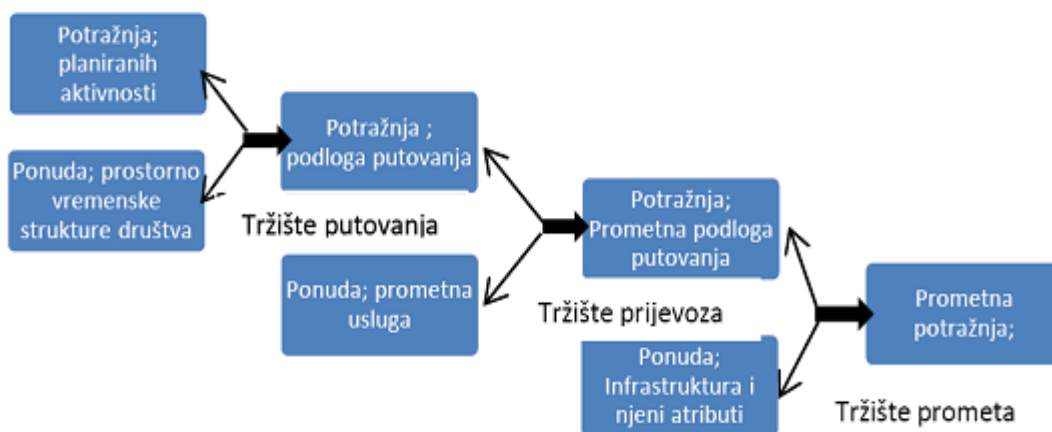 Potražnja;
planiranih
aktivnosti
Ponuda; prostorno
vremenske
strukture društva
Potražnja ;
podloga putovanja
Tržište putovanja
Ponuda; prometna
usluga
Potražnja;
Prometna podloga
putovanja
Tržište prijevoza
Ponuda;
Infrastruktura i
njeni atributi
Prometna
potražnja;
Tržište prometa